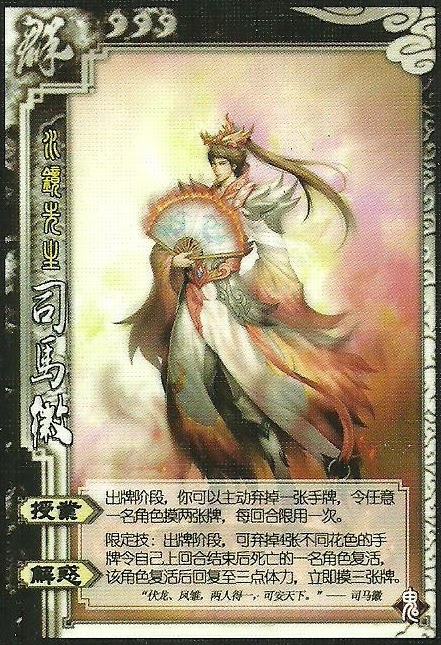 群
水鏡先生
司馬徽
授業
出牌阶段，你可以主动弃掉一张手牌，令任意
一名角色摸两张牌，每回合限用一次。
解惑
限定技：出牌阶段，可弃掉4张不同花色的手
牌令自己上回合结束后死亡的一名角色复活，
该角色复活后回复至三点体力，立即摸三张牌。
“伏龙、凤雏，两人得一，可安天下。”—— 司马徽
鬼